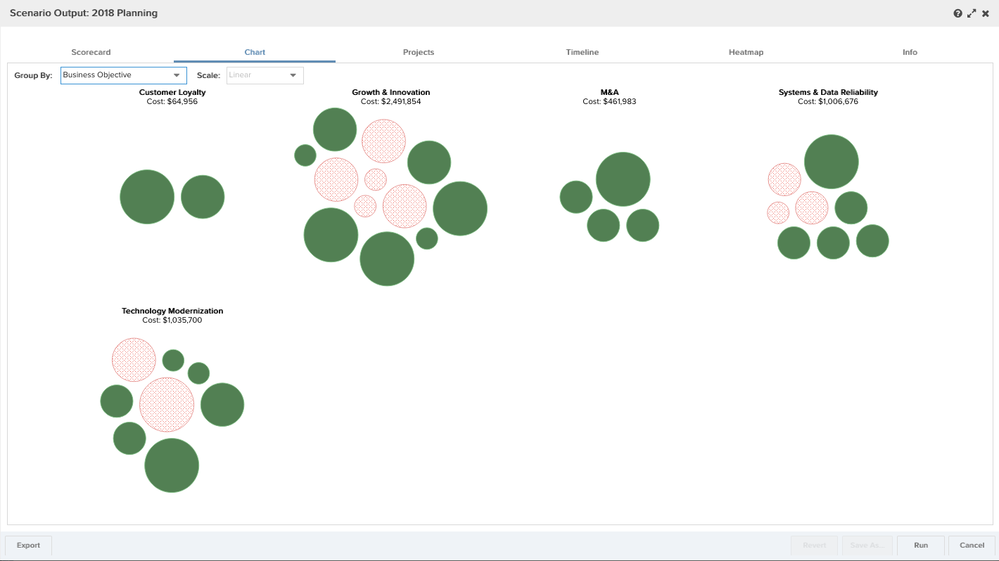 Scenario Output: 2018 Planning
Scorecard Chart Projects Timeline Heatmap Info
Group By: Business Objective Scale: Linear
Customer Loyalty
Cost: $64,956
Growth & Innovation
Cost: $2,491,854
M&A
Cost: $461,983
Systems & Data Reliability
Cost: $1,006,676
Technology Modernization
Cost: $1,035,700
Export Revert Save As... Run Cancel